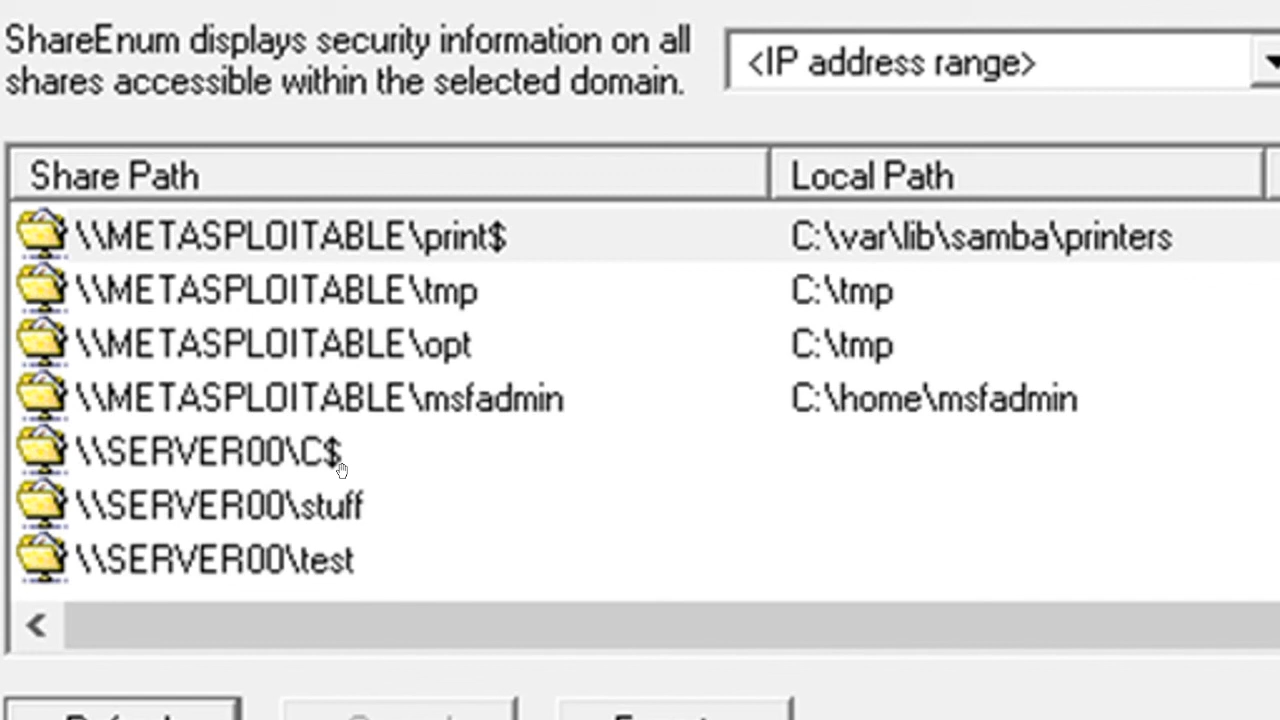 ShareEnum displays security information on all
shares accessible within the selected domain.
<IP address range>
Share Path Local Path
\\METASPLOITABLE\print$ C:\var\lib\samba\printers
\\METASPLOITABLE\tmp C:\tmp
\\METASPLOITABLE\opt C:\tmp
\\METASPLOITABLE\msfadmin C:\home\msfadmin
\\SERVER00\C$
\\SERVER00\stuff
\\SERVER00\test